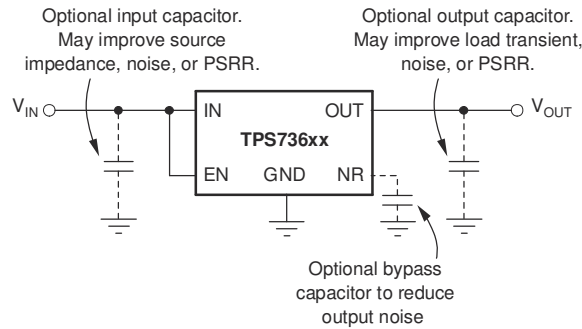 Optional input capacitor.
May improve source
impedance, noise, or PSRR.
Optional output capacitor.
May improve load transient,
noise, or PSRR.
VIN
IN
OUT
VOUT
TPS736xx
EN
GND
NR
Optional bypass
capacitor to reduce
output noise